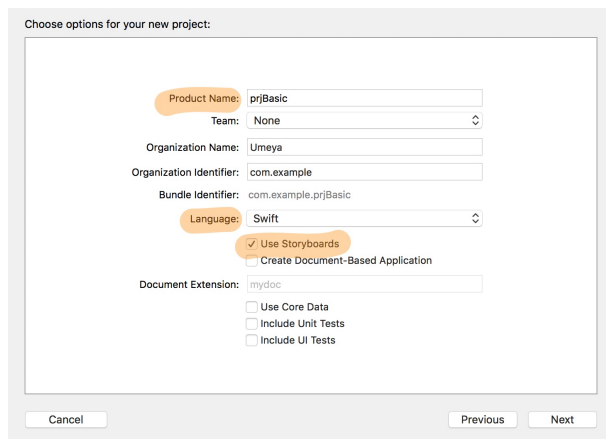 Choose options for your new project:
Product Name: prjBasic
Team: None
Organization Name: Umeya
Organization Identifier: com.example
Bundle Identifier: com.example.prjBasic
Language: Swift
Use Storyboards
Create Document-Based Application
Document Extension: mydoc
Use Core Data
Include Unit Tests
Include UI Tests
Cancel Previous Next